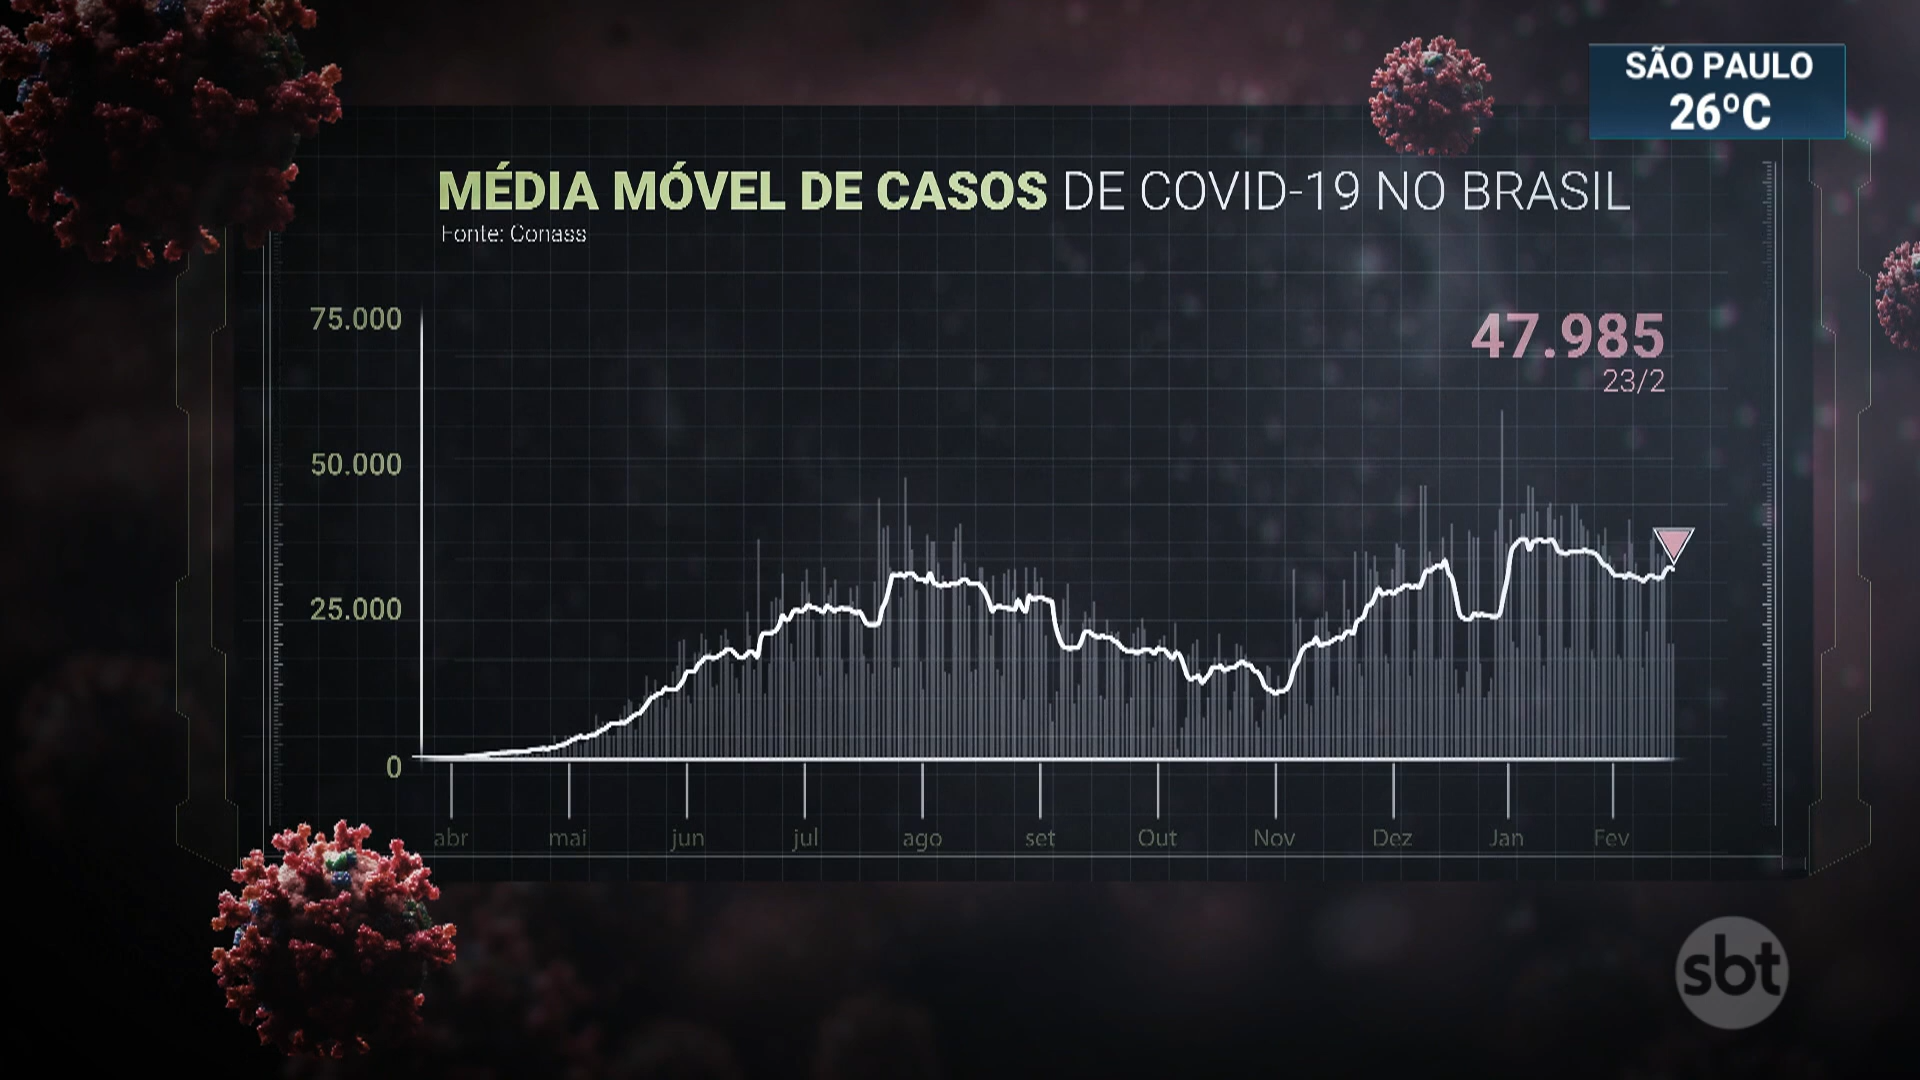 SÃO PAULO
26ºC
MÉDIA MÓVEL DE CASOS DE COVID-19 NO BRASIL
Fonte: Conass
75.000
47.985
23/2
50.000
25.000
0
abr mai jun jul ago set Out Nov Dez Jan Fev
sbt